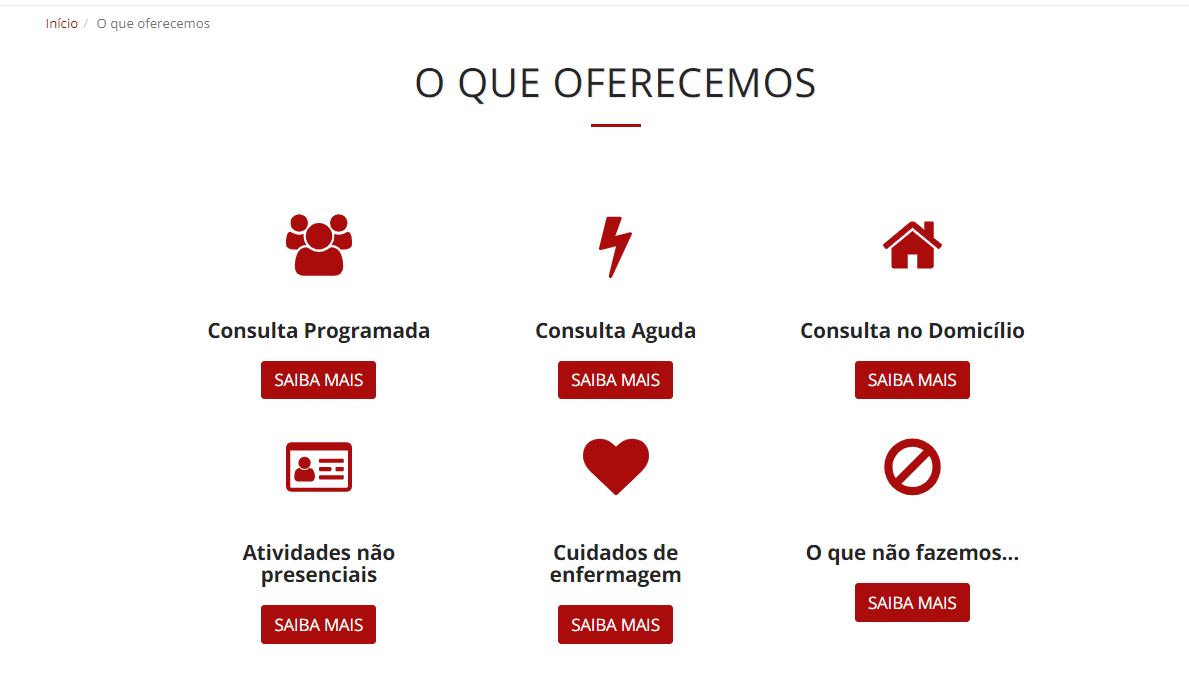 Início / O que oferecemos
O QUE OFERECEMOS
Consulta Programada
SAIBA MAIS
Consulta Aguda
SAIBA MAIS
Consulta no Domicílio
SAIBA MAIS
Atividades não
presenciais
SAIBA MAIS
Cuidados de
enfermagem
SAIBA MAIS
O que não fazemos...
SAIBA MAIS